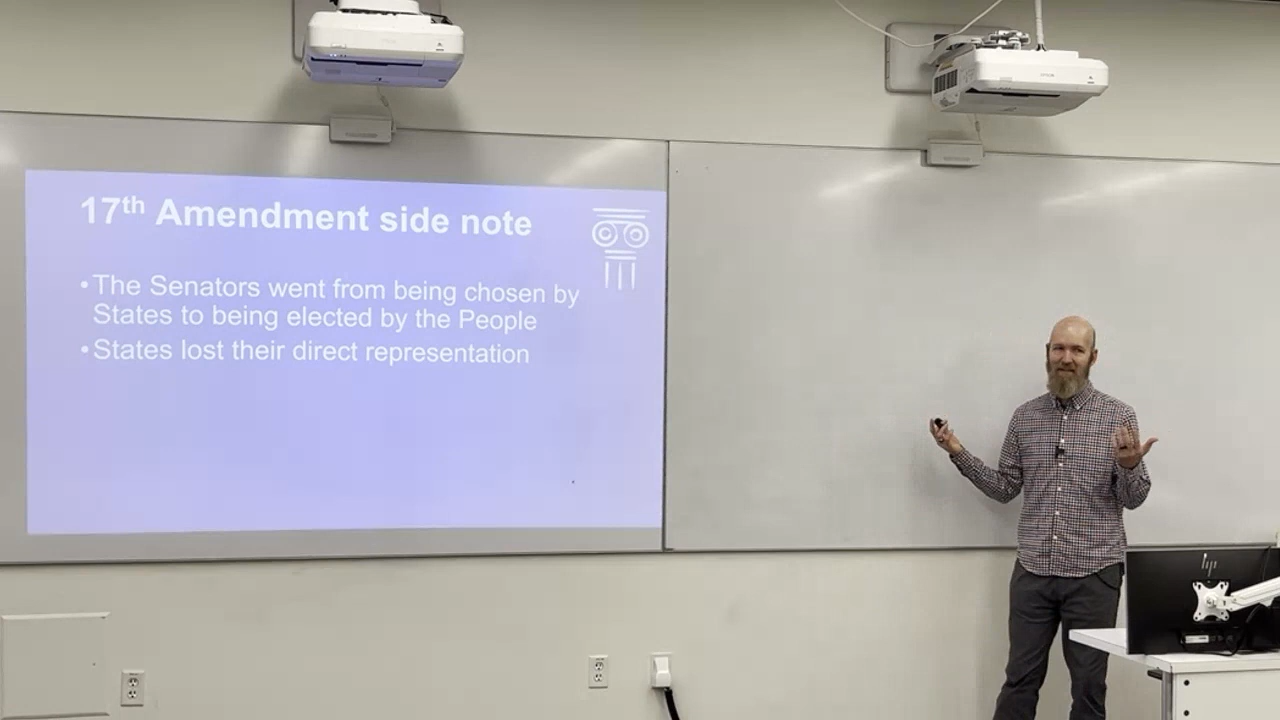 17th Amendment side note
•The Senators went from being chosen by
States to being elected by the People
•States lost their direct representation
hp